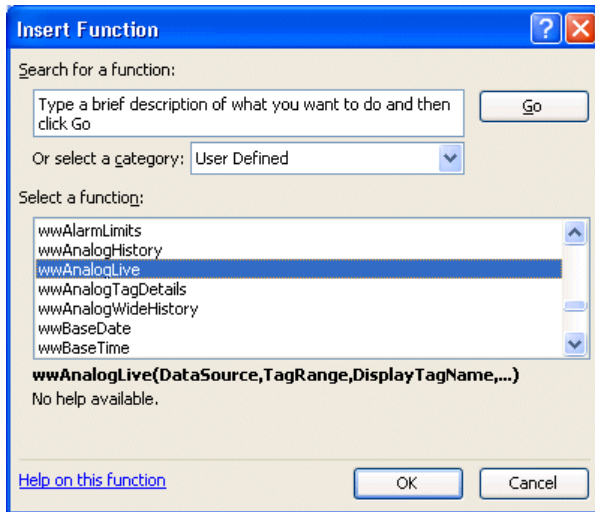 Insert Function
?
Search for a function:
Type a brief description of what you want to do and then
click Go
Go
Or select a category: User Defined
Select a function:
wwAlarmLimits
wwAnalogHistory
wwAnalogLive
wwAnalogTagDetails
wwAnalogWideHistory
wwBaseDate
wwBaseTime
wwAnalogLive(DataSource,TagRange,DisplayTagName,...)
No help available.
Help on this function
OK
Cancel